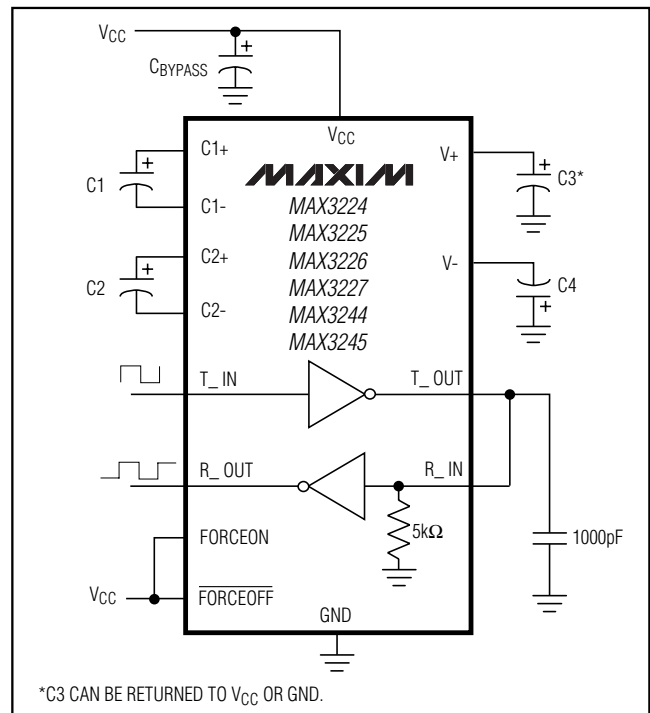 VCC
CBYPASS
VCC
C1+
V+
C1
MAXIM
C3*
C1-
MAX3224
MAX3225
C2+
MAX3226
V-
C2
MAX3227
C4
C2-
MAX3244
MAX3245
T_ IN
T_ OUT
R_ OUT
R_ IN
5kΩ
1000pF
FORCEON
VCC
FORCEOFF
GND
*C3 CAN BE RETURNED TO VCC OR GND.